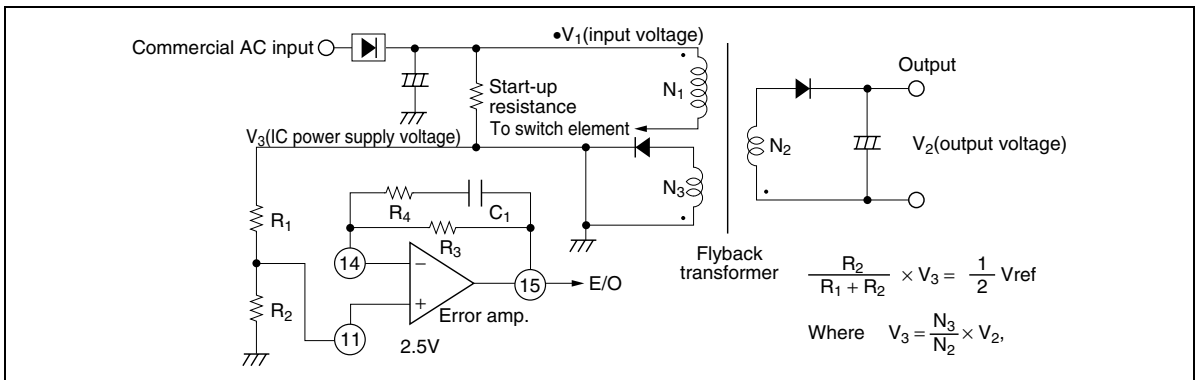 Commercial AC input
•V₁(input voltage)
Output
Start-up
resistance
N₁
To switch element
V₃(IC power supply voltage)
N₂
V₂(output voltage)
N₃
R₄
C₁
R₁
R₃
Flyback
transformer
14
−
15
E/O
R₂
+
Error amp.
11
2.5V
R₂ / R₁ + R₂ × V₃ = 1 / 2 Vref
Where V₃ = N₃ / N₂ × V₂,